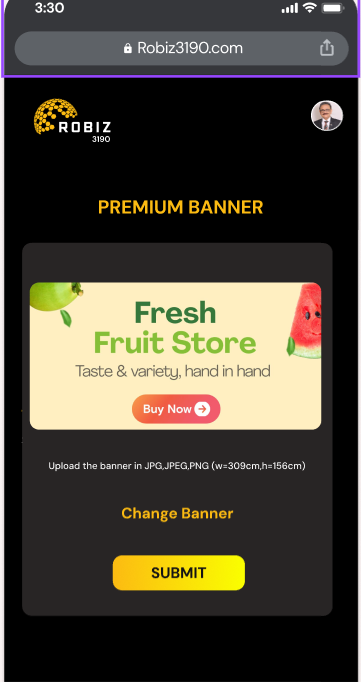 3:30
Robiz3190.com
ROBIZ
3190
PREMIUM BANNER
Fresh
Fruit Store
Taste & variety, hand in hand
Buy Now
Upload the banner in JPG,JPEG,PNG (w=309cm,h=156cm)
Change Banner
SUBMIT